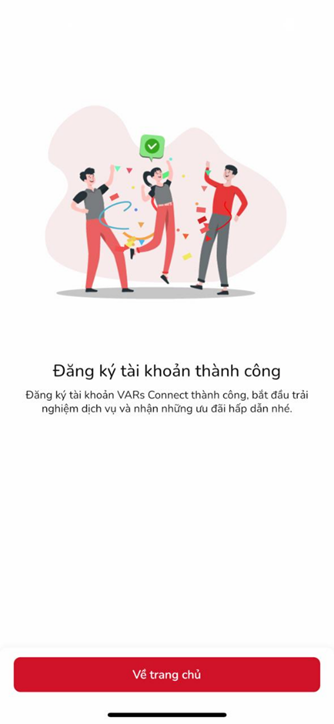 Đăng ký tài khoản thành công
Đăng ký tài khoản VARs Connect thành công, bắt đầu trải
nghiệm dịch vụ và nhận những ưu đãi hấp dẫn nhé.
Về trang chủ